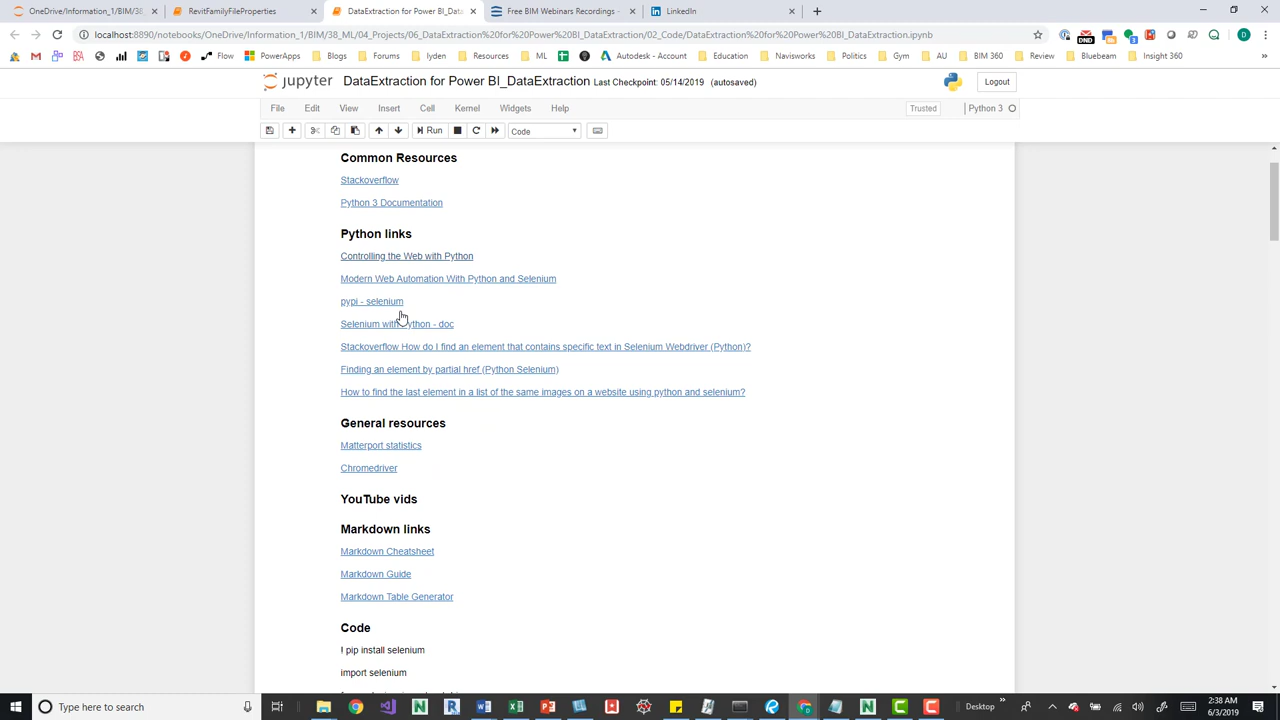 OneDrive/Information_1/BIM/38_
RevitFamilyFileProperties
DataExtraction for Power BI_Data
Free BIM Webinars Recordings -
LinkedIn
localhost:8890/notebooks/OneDrive/Information_1/BIM/38_ML/04_Projects/06_DataExtraction%20for%20Power%20BI_DataExtraction/02_Code/DataExtraction%20for%20Power%20BI_DataExtraction.ipynb
DND
Apps
Flow
PowerApps
Blogs
Forums
Iyden
Resources
ML
Autodesk - Account
Education
Navisworks
Politics
Gym
AU
BIM 360
Review
Bluebeam
Insight 360
jupyter DataExtraction for Power BI_DataExtraction Last Checkpoint: 05/14/2019 (autosaved)
Logout
File Edit View Insert Cell Kernel Widgets Help
Trusted Python 3
Run Code
Common Resources
Stackoverflow
Python 3 Documentation
Python links
Controlling the Web with Python
Modern Web Automation With Python and Selenium
pypi - selenium
Selenium with Python - doc
Stackoverflow How do I find an element that contains specific text in Selenium Webdriver (Python)?
Finding an element by partial href (Python Selenium)
How to find the last element in a list of the same images on a website using python and selenium?
General resources
Matterport statistics
Chromedriver
YouTube vids
Markdown links
Markdown Cheatsheet
Markdown Guide
Markdown Table Generator
Code
! pip install selenium
import selenium
Type here to search
Desktop
2:38 AM
6/3/2019